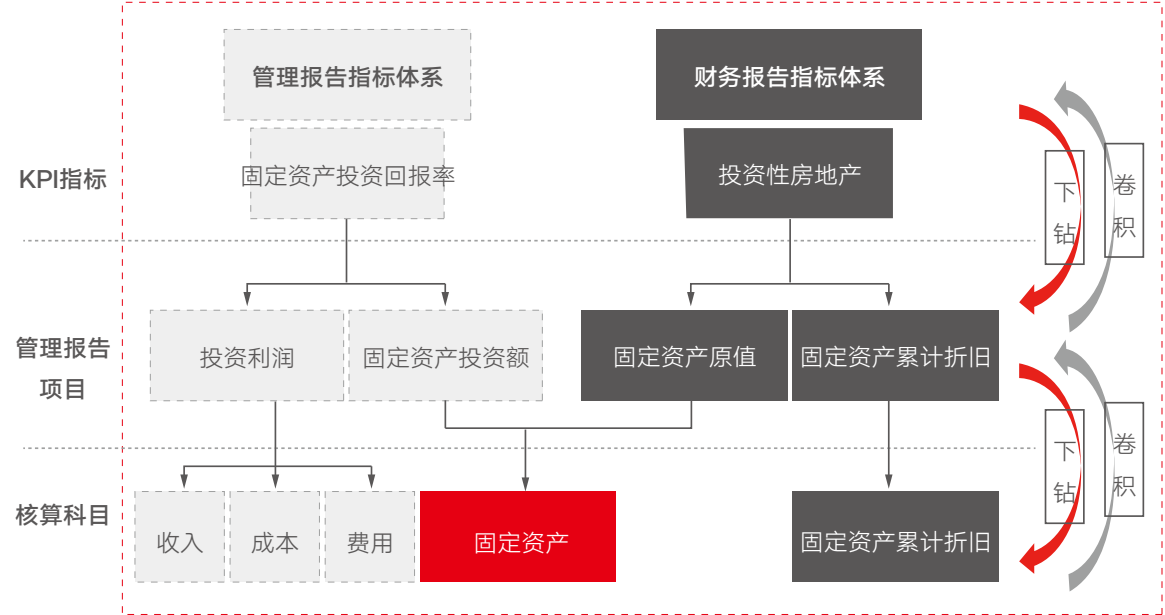 管理报告指标体系
财务报告指标体系
KPI指标
固定资产投资回报率
投资性房地产
下钻
卷积
管理报告
项目
投资利润
固定资产投资额
固定资产原值
固定资产累计折旧
下钻
卷积
核算科目
收入
成本
费用
固定资产
固定资产累计折旧